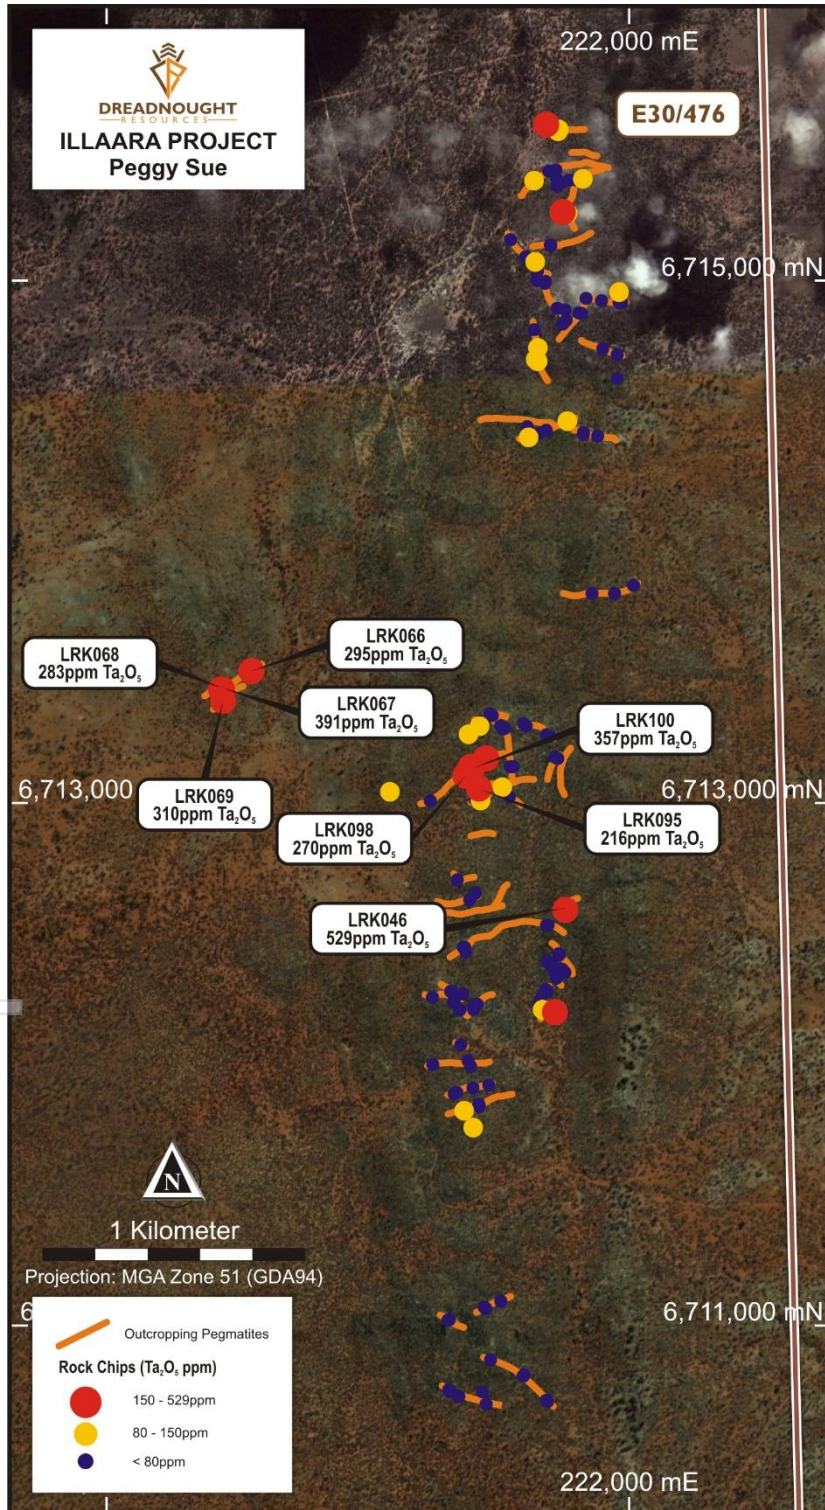 222,000 mE
DREADNOUGHT
RESOURCES
ILLAARA PROJECT
Peggy Sue
E30/476
6,715,000 mN
LRK068
283ppm Ta₂O₅
LRK066
295ppm Ta₂O₅
LRK067
391ppm Ta₂O₅
LRK100
357ppm Ta₂O₅
6,713,000
6,713,000 mN
LRK069
310ppm Ta₂O₅
LRK098
270ppm Ta₂O₅
LRK095
216ppm Ta₂O₅
LRK046
529ppm Ta₂O₅
N
1 Kilometer
Projection: MGA Zone 51 (GDA94)
6,711,000 mN
Outcropping Pegmatites
Rock Chips (Ta₂O₅ ppm)
150 - 529ppm
80 - 150ppm
< 80ppm
222,000 mE